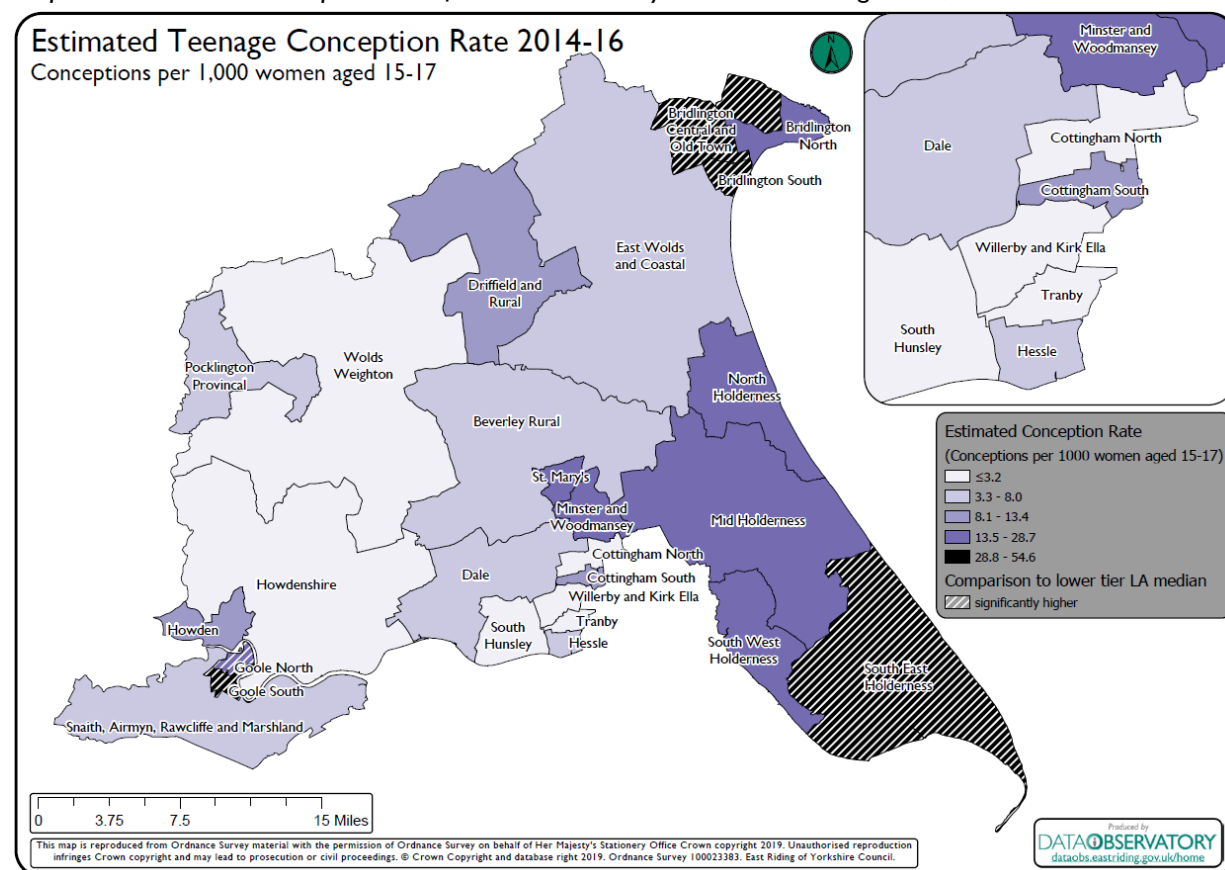 Estimated Teenage Conception Rate 2014-16
Conceptions per 1,000 women aged 15-17
N
Minster and
Woodmansey
Dale
Cottingham North
Cottingham South
Willerby and Kirk Ella
Tranby
South
Hunsley
Hessle
Bridlington
Central and
Old Town
Bridlington
North
Bridlington South
East Wolds
and Coastal
Driffield and
Rural
Wolds
Weighton
Pocklington
Provincal
North
Holderness
Beverley Rural
St. Mary's
Minster and
Woodmansey
Mid Holderness
Cottingham North
Cottingham South
Willerby and Kirk Ella
Tranby
Hessle
Dale
South
Hunsley
Howdenshire
Howden
Goole North
Goole South
South West
Holderness
South East
Holderness
Snaith, Airmyn, Rawcliffe and Marshland
Estimated Conception Rate
(Conceptions per 1000 women aged 15-17)
≤3.2
3.3 - 8.0
8.1 - 13.4
13.5 - 28.7
28.8 - 54.6
Comparison to lower tier LA median
significantly higher
0 3.75 7.5 15 Miles
This map is reproduced from Ordnance Survey material with the permission of Ordnance Survey on behalf of Her Majesty's Stationery Office Crown copyright 2019. Unauthorised reproduction
infringes Crown copyright and may lead to prosecution or civil proceedings. © Crown Copyright and database right 2019. Ordnance Survey 100023383. East Riding of Yorkshire Council.
Produced by
DATAOBSERVATORY
dataobs.eastriding.gov.uk/home